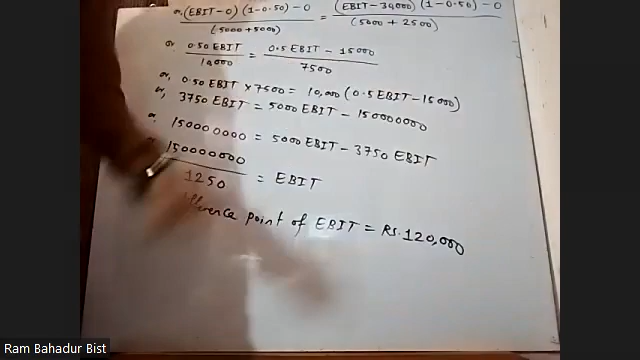 or, (EBIT-0) (1-0.50) -0 / (5000+5000) = (EBIT-30000) (1-0.50) -0 / (5000 + 2500)
or 0.50 EBIT / 10,000 = 0.5 EBIT - 15000 / 7500
or, 0.50 EBIT × 7500 = 10,000 (0.5 EBIT - 15000)
or, 3750 EBIT = 5000 EBIT - 150000000
or, 150000000 = 5000 EBIT - 3750 EBIT
150000000 / 1250 = EBIT
point of EBIT = Rs. 120,000
Ram Bahadur Bist